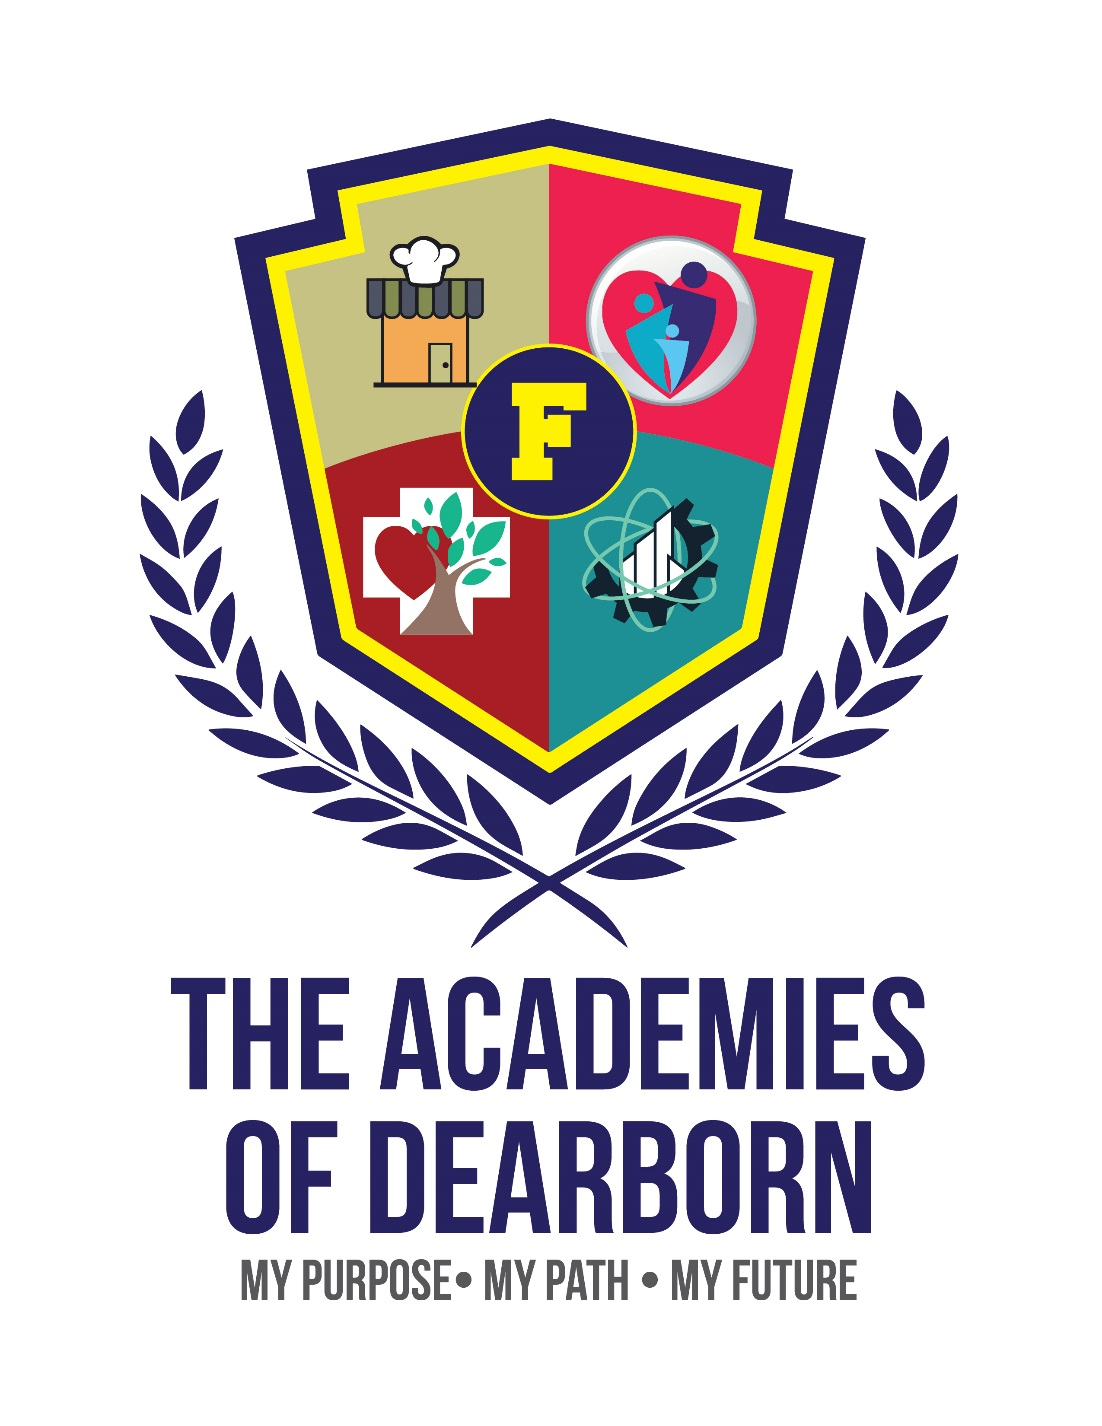 F
THE ACADEMIES
OF DEARBORN
MY PURPOSE• MY PATH • MY FUTURE